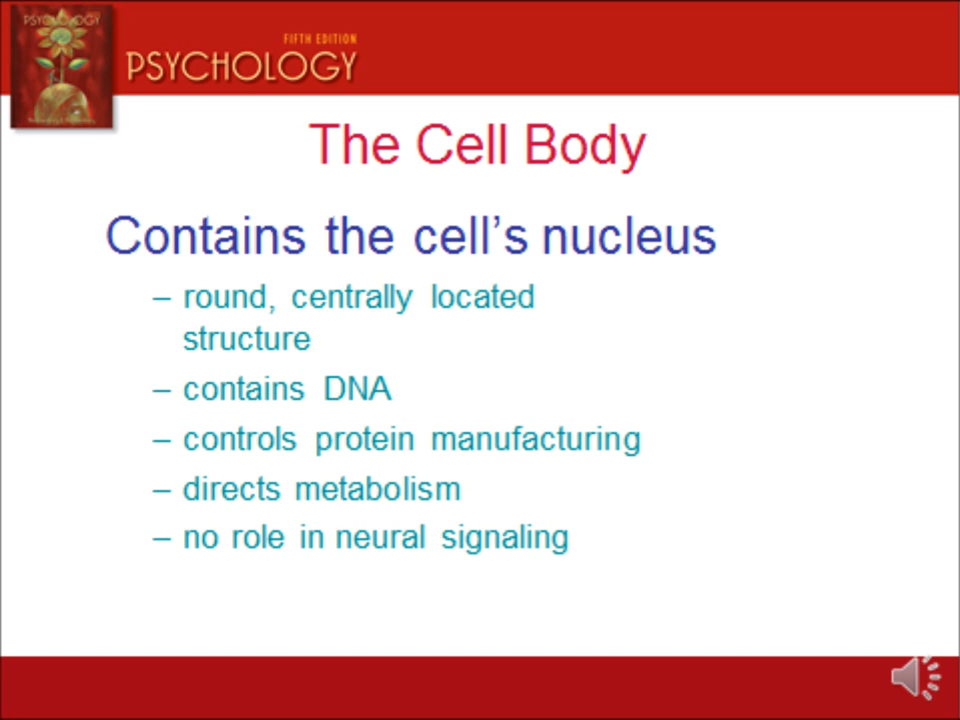 PSYCHOLOGY
FIFTH EDITION
PSYCHOLOGY
The Cell Body
Contains the cell’s nucleus
– round, centrally located
structure
– contains DNA
– controls protein manufacturing
– directs metabolism
– no role in neural signaling